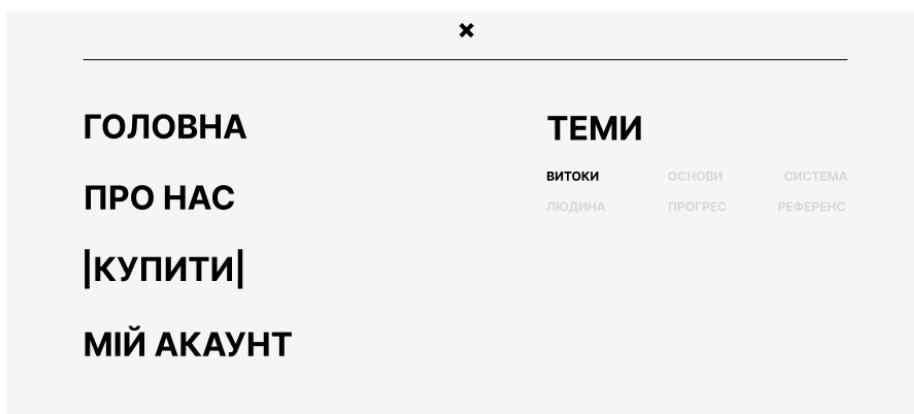 ГОЛОВНА
ПРО НАС
|КУПИТИ|
МІЙ АКАУНТ
ТЕМИ
ВИТОКИ ОСНОВИ СИСТЕМА
ЛЮДИНА ПРОГРЕС РЕФЕРЕНС